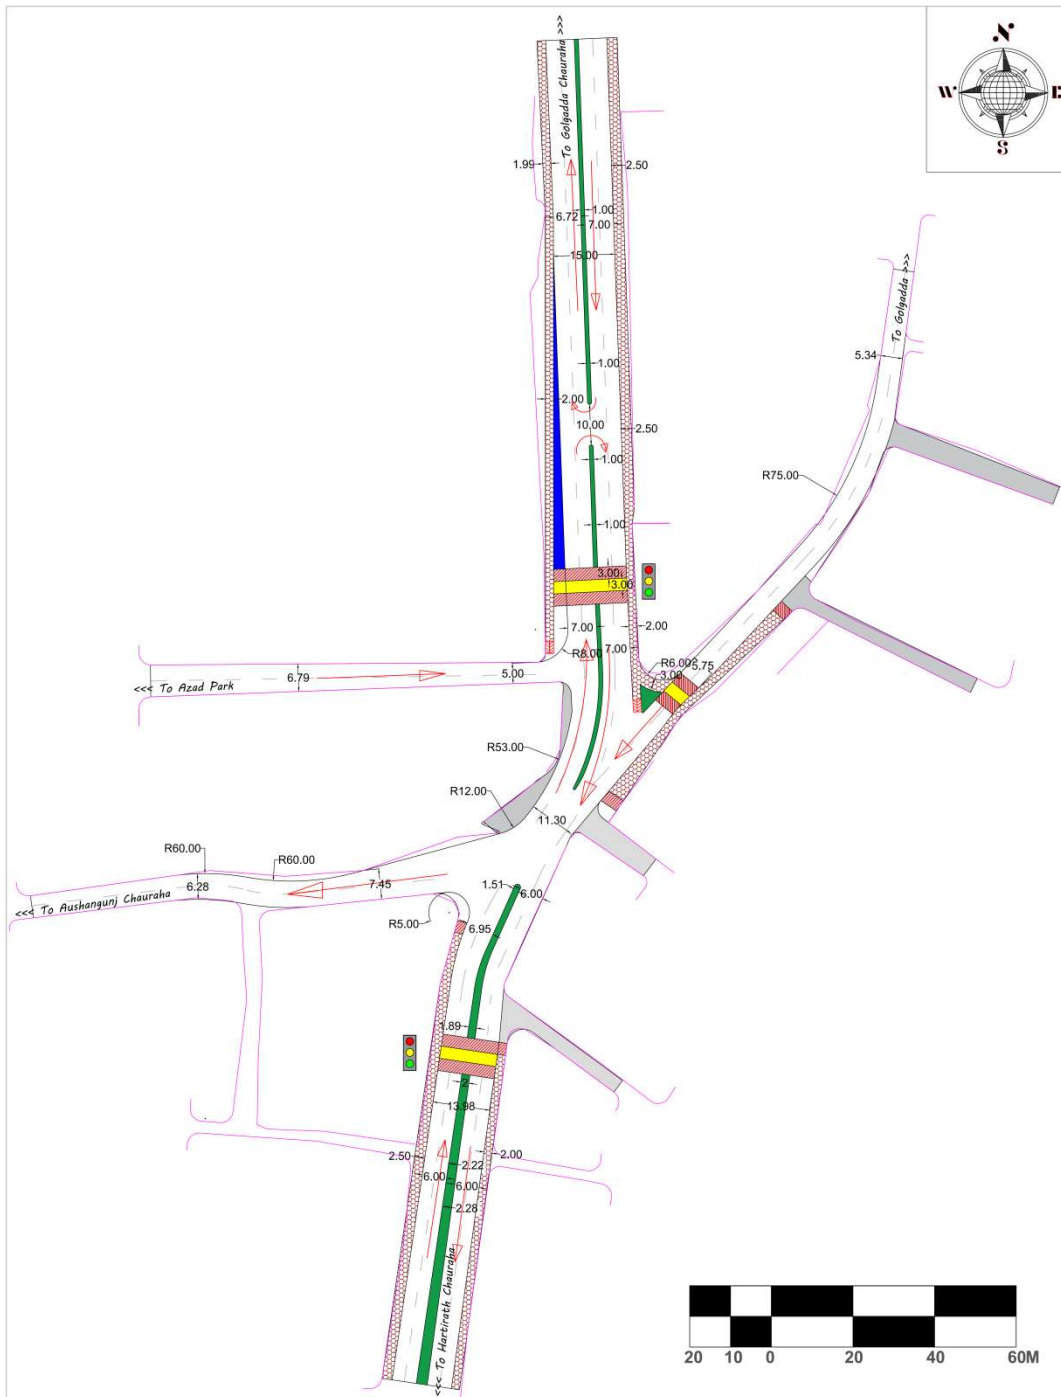 To Golgadda Chauraha >>>
N
W
E
S
1.99
2.50
6.72
1.00
7.00
15.00
To Golgadda >>>
5.34
1.00
2.00
10.00
2.50
1.00
R75.00
1.00
3.00
3.00
7.00
2.00
R8.00
7.00
R6.00
5.75
3.00
<<< To Azad Park
6.79
5.00
R53.00
R12.00
11.30
R60.00
R60.00
6.28
7.45
<<< To Aushangunj Chauraha
1.51
6.00
R5.00
6.95
1.89
2
13.98
2.50
2.00
2.22
6.00
6.00
2.28
<<< To Hartirath Chauraha
20 10 0 20 40 60M